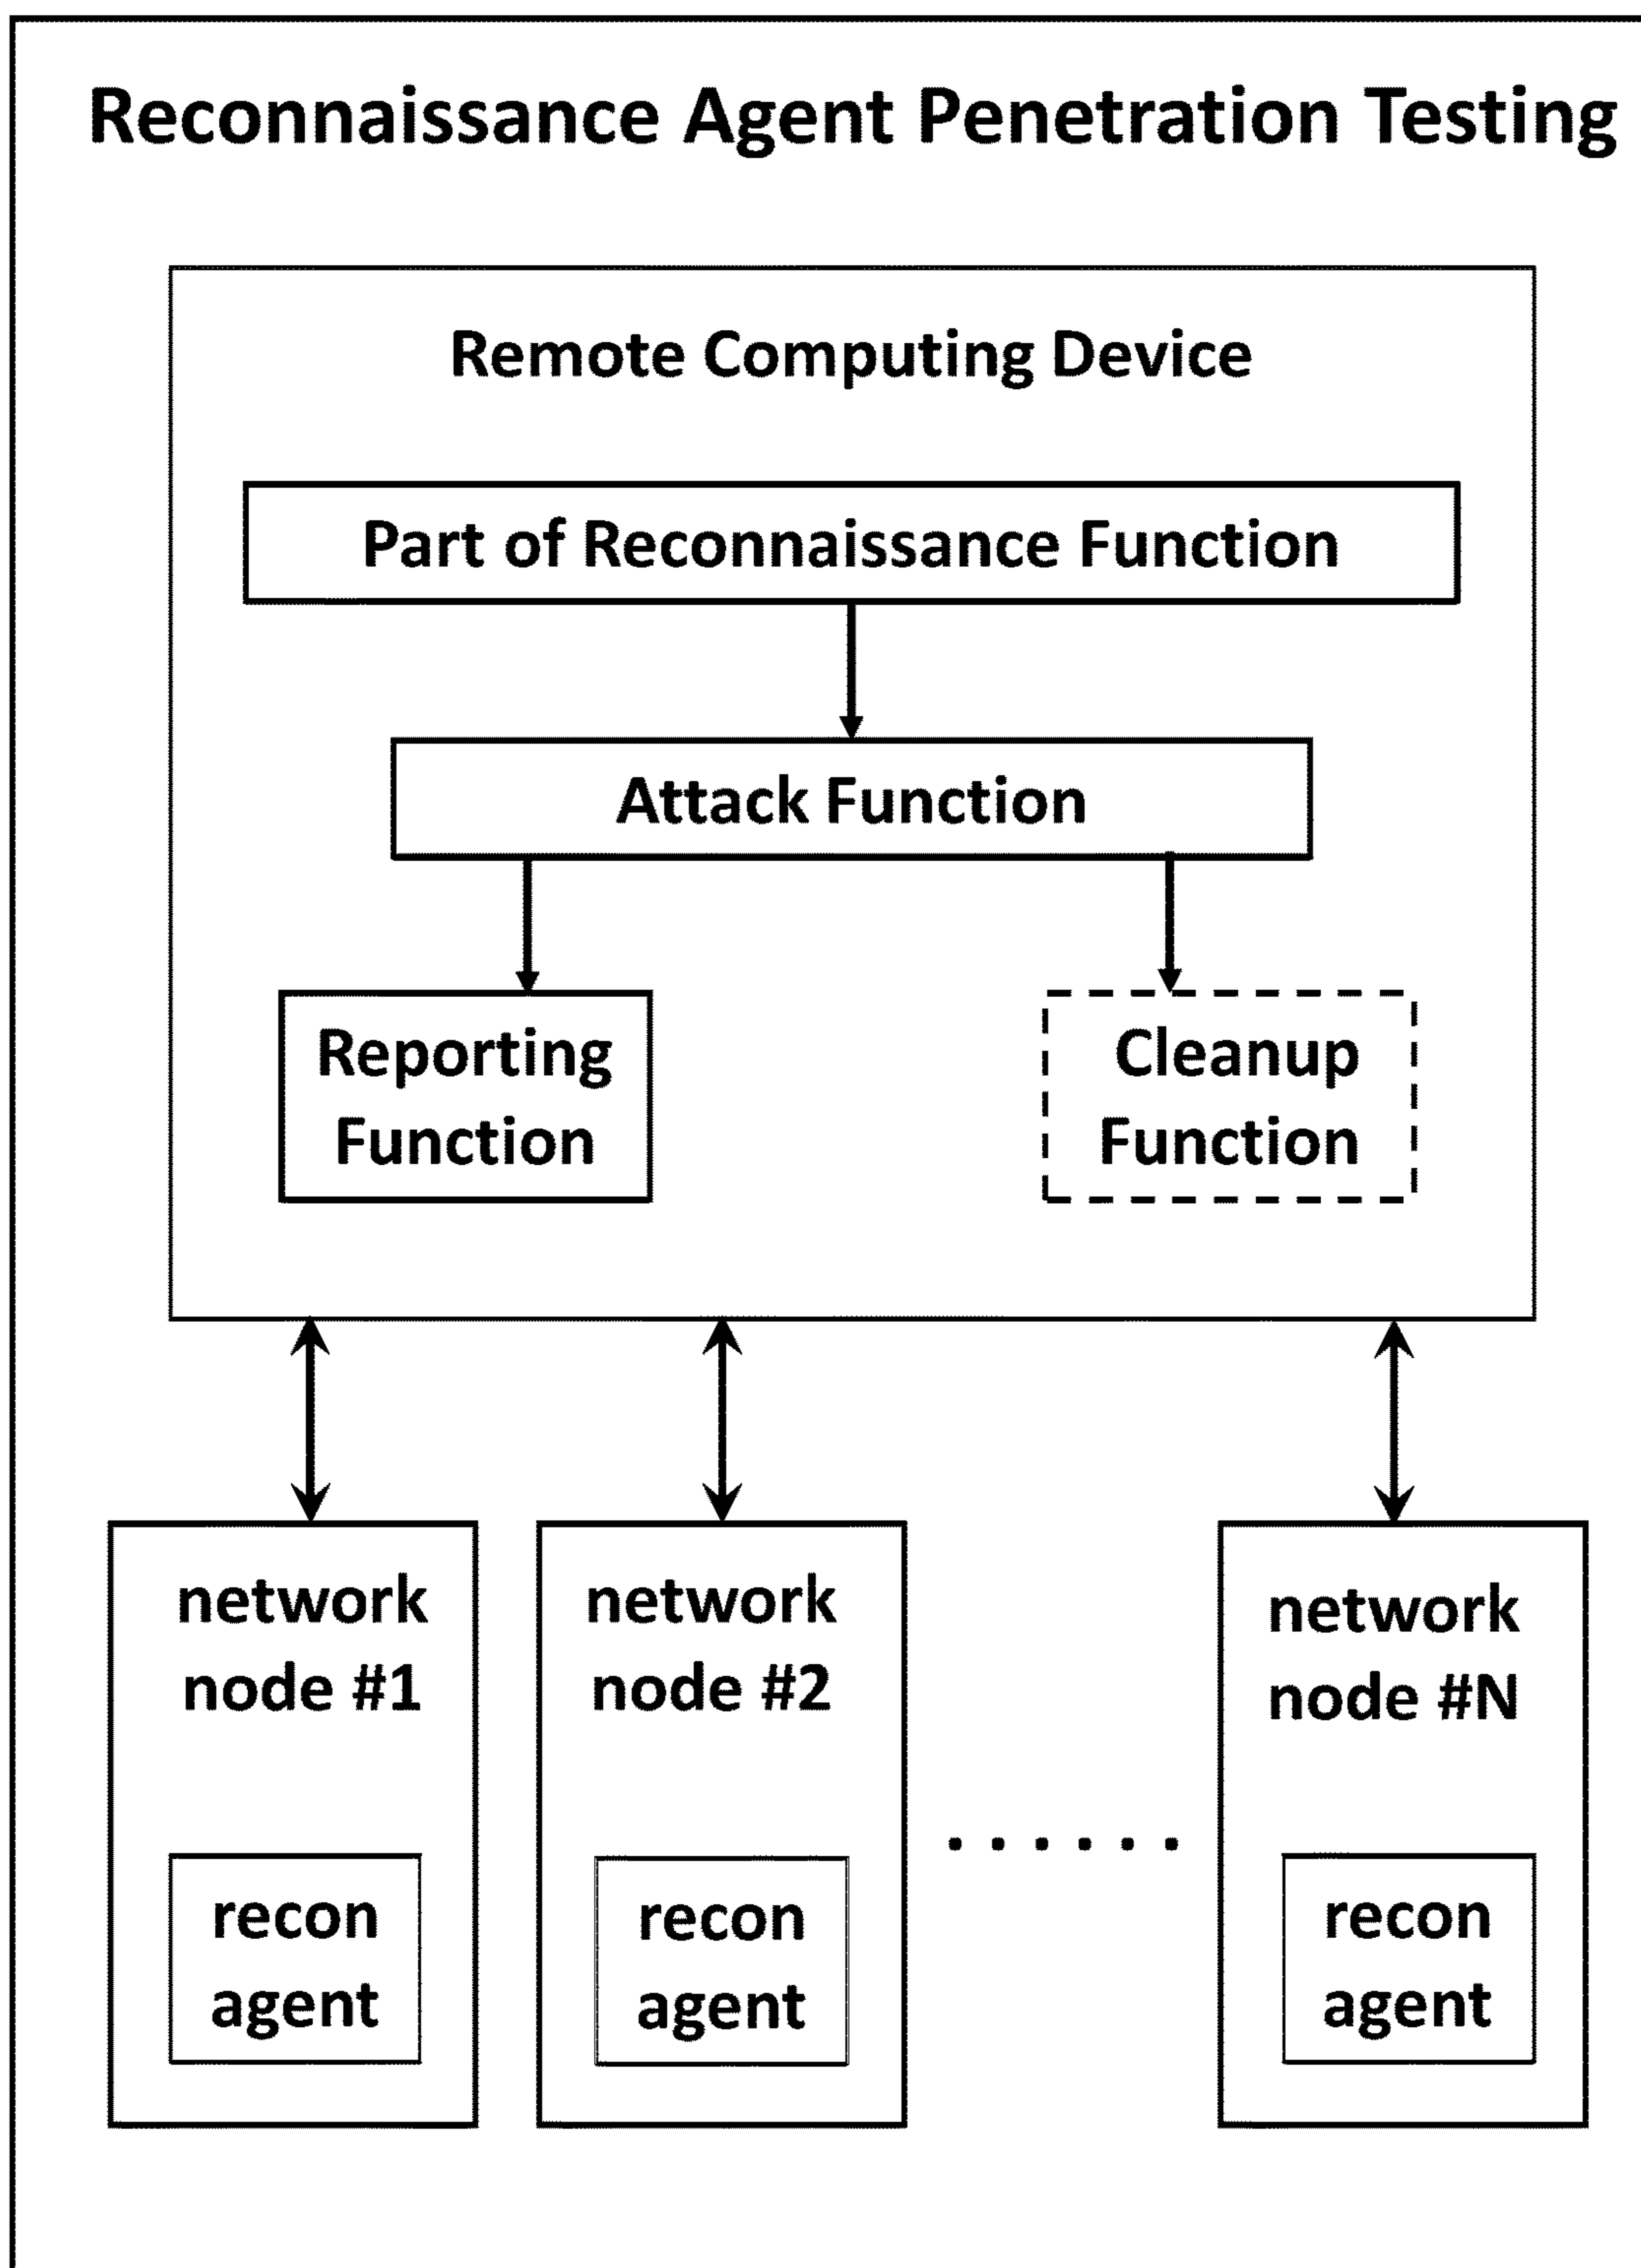 Reconnaissance Agent Penetration Testing
Remote Computing Device
Part of Reconnaissance Function
Attack Function
Reporting
Function
Cleanup
Function
network
node #1
network
node #2
network
node #N
......
recon
agent
recon
agent
recon
agent